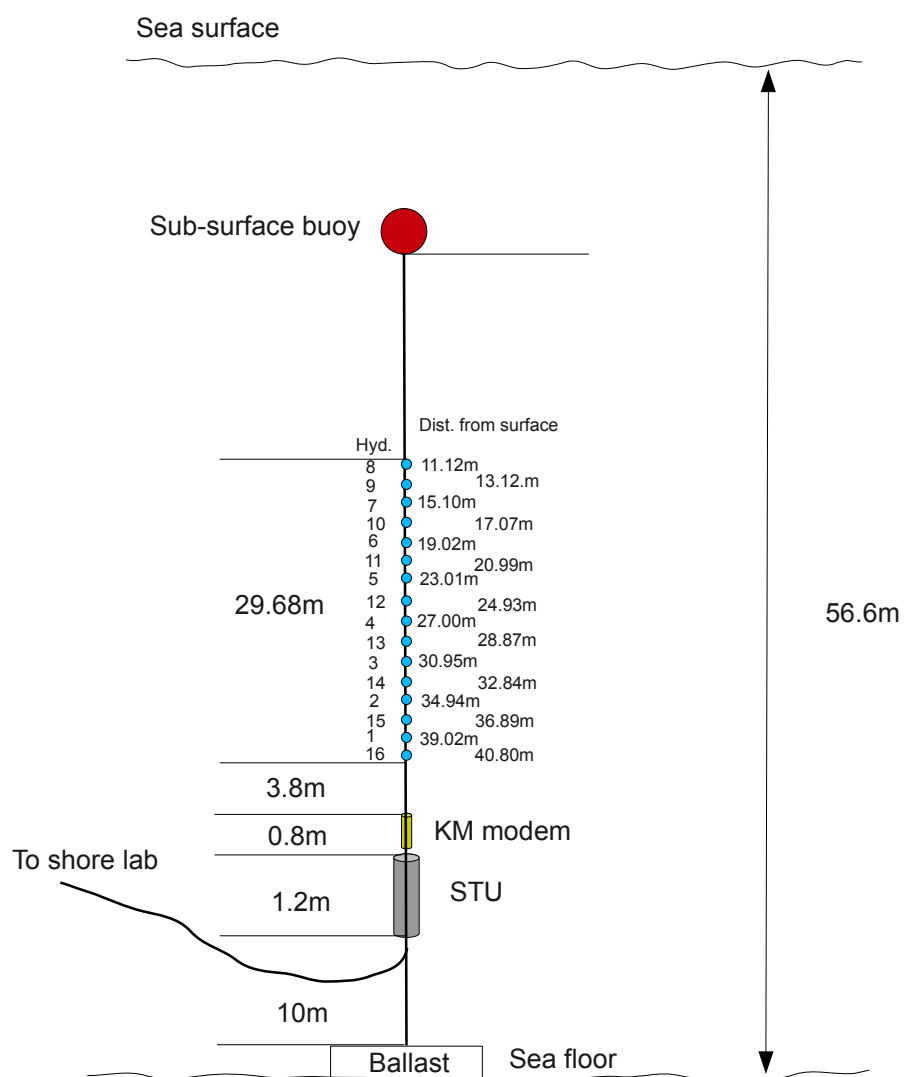 Sea surface
Sub-surface buoy
Dist. from surface
Hyd.
8 11.12m
9 13.12.m
7 15.10m
10 17.07m
6 19.02m
11 20.99m
5 23.01m
12 24.93m
4 27.00m
13 28.87m
3 30.95m
14 32.84m
2 34.94m
15 36.89m
1 39.02m
16 40.80m
29.68m
56.6m
3.8m
0.8m
KM modem
To shore lab
1.2m
STU
10m
Ballast
Sea floor